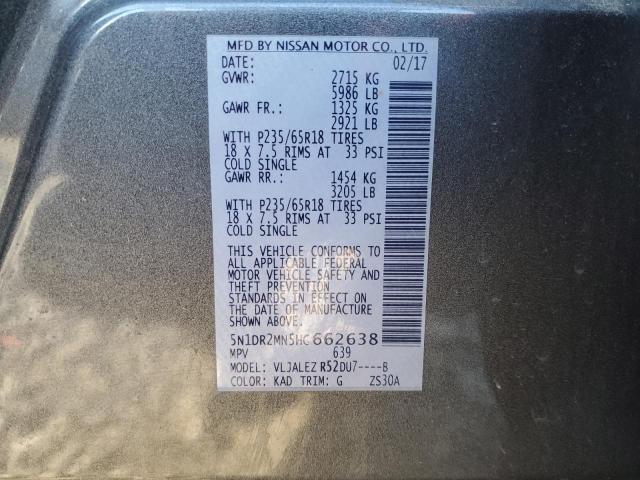 MFD BY NISSAN MOTOR CO., LTD.
DATE: 02/17
GVWR: 2715 KG
5986 LB
GAWR FR.: 1325 KG
2921 LB
WITH P235/65R18 TIRES
18 X 7.5 RIMS AT 33 PSI
COLD SINGLE
GAWR RR.: 1454 KG
3205 LB
WITH P235/65R18 TIRES
18 X 7.5 RIMS AT 33 PSI
COLD SINGLE
THIS VEHICLE CONFORMS TO
ALL APPLICABLE FEDERAL
MOTOR VEHICLE SAFETY AND
THEFT PREVENTION
STANDARDS IN EFFECT ON
THE DATE OF MANUFACTURE
SHOWN ABOVE.
5N1DR2MN5HC662638
MPV 639
MODEL: VLJALEZ R52DU7----B
COLOR: KAD TRIM: G ZS30A